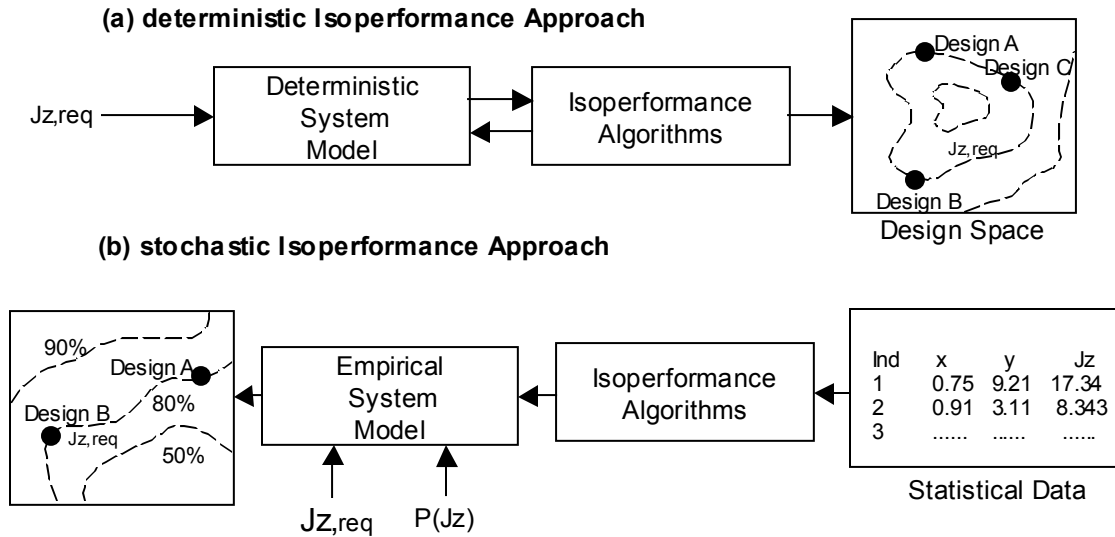 (a) deterministic Isoperformance Approach
Jz,req
Deterministic
System
Model
Isoperformance
Algorithms
Design A
Design C
Jz,req
Design B
Design Space
(b) stochastic Isoperformance Approach
90%
Design A
Design B
80%
Jz,req
50%
Empirical
System
Model
Jz,req
P(Jz)
Isoperformance
Algorithms
Ind x y Jz
1 0.75 9.21 17.34
2 0.91 3.11 8.343
3 ...... ...... ......
Statistical Data